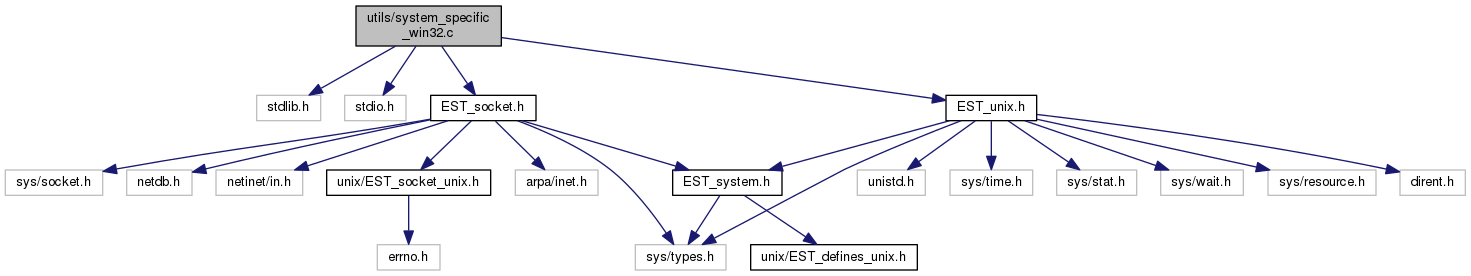 utils/system_specific
_win32.c
stdlib.h
stdio.h
EST_socket.h
EST_unix.h
sys/socket.h
netdb.h
netinet/in.h
unix/EST_socket_unix.h
arpa/inet.h
EST_system.h
unistd.h
sys/time.h
sys/stat.h
sys/wait.h
sys/resource.h
dirent.h
errno.h
sys/types.h
unix/EST_defines_unix.h